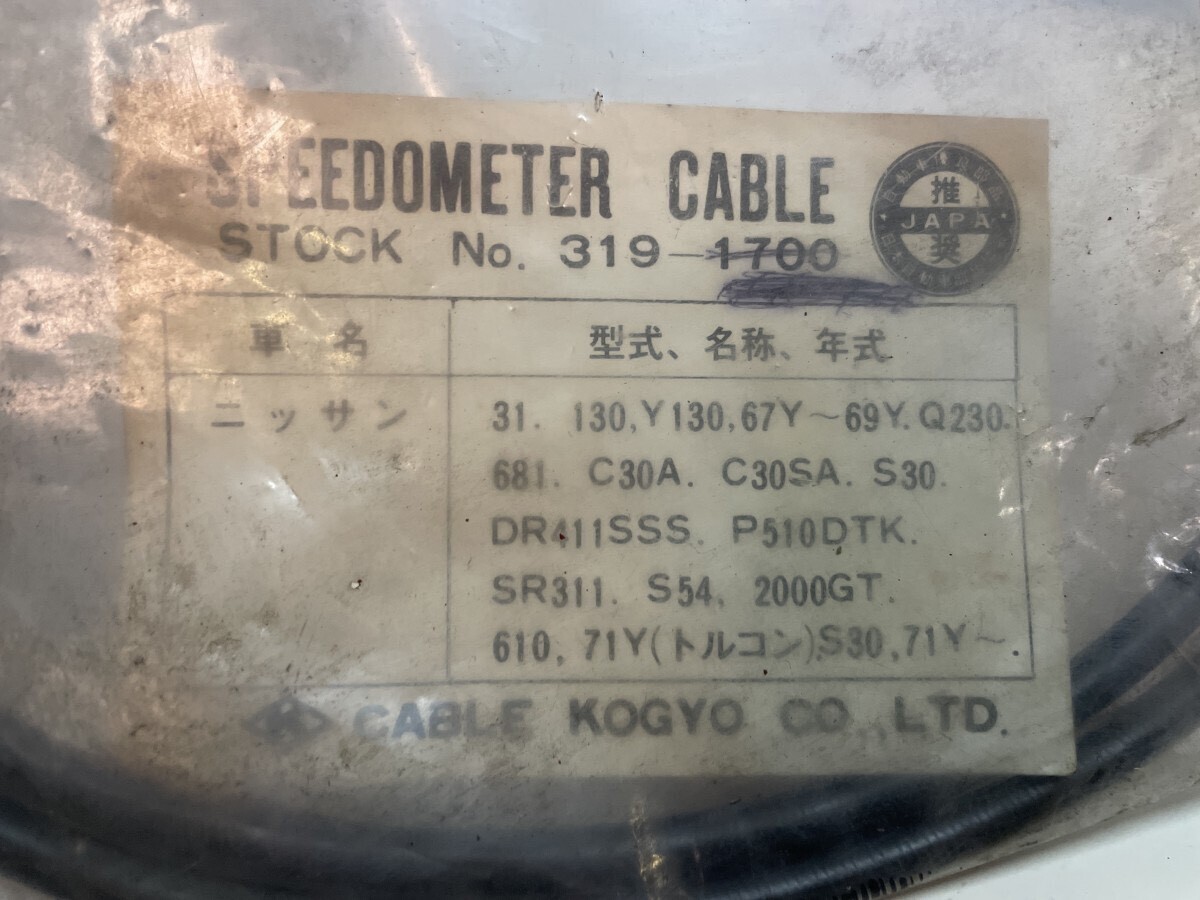 SPEEDOMETER CABLE
STOCK No. 319-1700
推
JAPA
奨
車名
型式、名称、年式
ニッサン
31. 130,Y130,67Y~69Y.Q230.
681. C30A. C30SA. S30.
DR411SSS. P510DTK.
SR311. S54. 2000GT.
610, 71Y(トルコン).S30,71Y~.
CABLE KOGYO CO.,LTD.